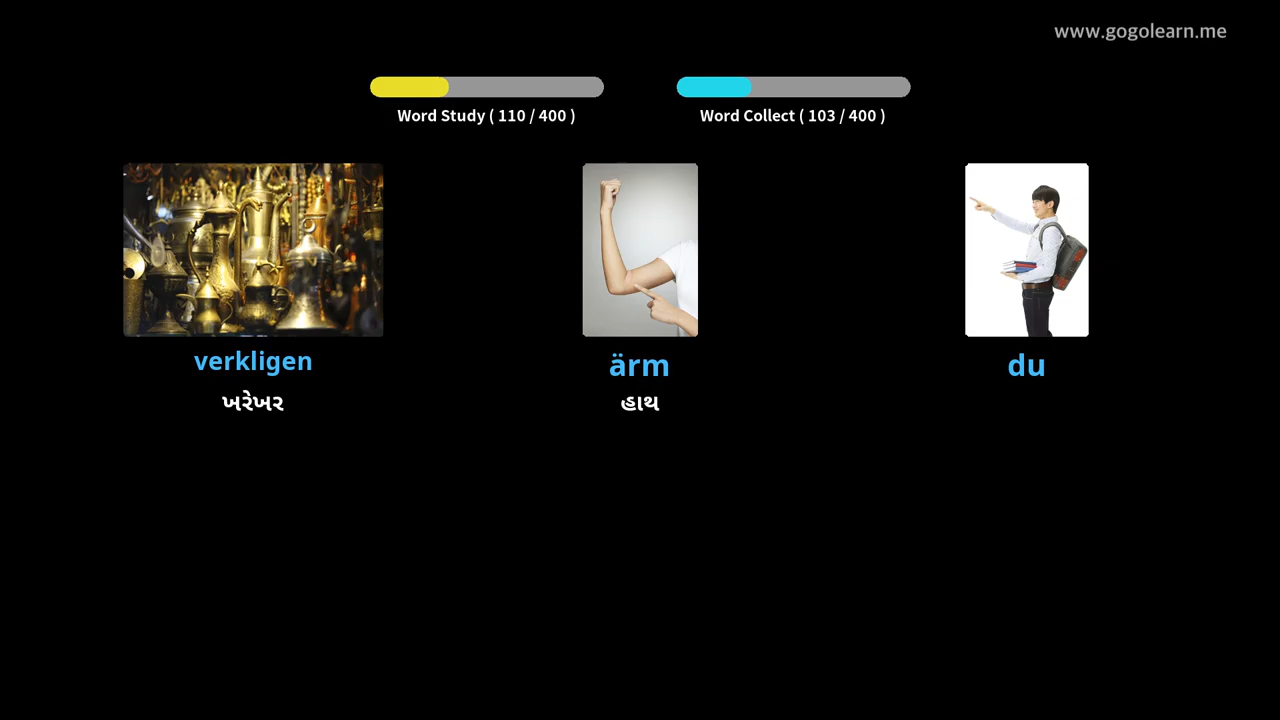 www.gogolearn.me
Word Study ( 110 / 400 )
Word Collect ( 103 / 400 )
verkligen
ärm
du
ખરેખર
હાથ